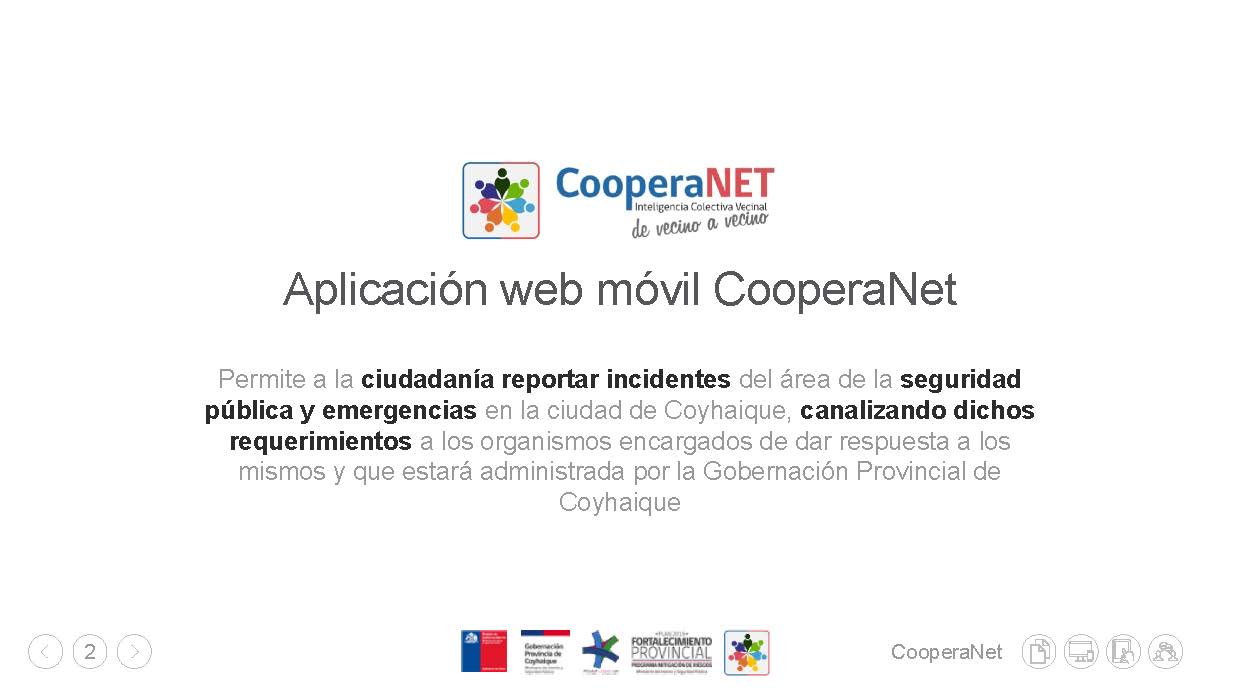 CooperaNET
Inteligencia Colectiva Vecinal
de vecino a vecino
Aplicación web móvil CooperaNet
Permite a la ciudadanía reportar incidentes del área de la seguridad
pública y emergencias en la ciudad de Coyhaique, canalizando dichos
requerimientos a los organismos encargados de dar respuesta a los
mismos y que estará administrada por la Gobernación Provincial de
Coyhaique
2
Gobernación
Provincia de
Coyhaique
FORTALECIMIENTO
PROVINCIAL
PROGRAMA MITIGACIÓN DE RIESGOS
CooperaNet